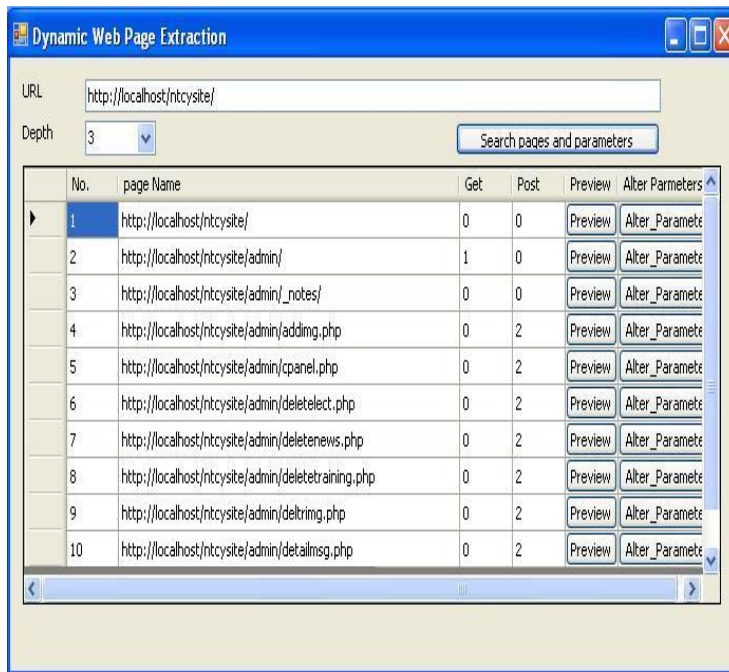 Dynamic Web Page Extraction
URL http://localhost/ntcysite/
Depth 3 Search pages and parameters
No. page Name Get Post Preview Alter Parmeters
1 http://localhost/ntcysite/ 0 0 Preview Alter_Paramete
2 http://localhost/ntcysite/admin/ 1 0 Preview Alter_Paramete
3 http://localhost/ntcysite/admin/_notes/ 0 0 Preview Alter_Paramete
4 http://localhost/ntcysite/admin/addimg.php 0 2 Preview Alter_Paramete
5 http://localhost/ntcysite/admin/cpanel.php 0 2 Preview Alter_Paramete
6 http://localhost/ntcysite/admin/deletelect.php 0 2 Preview Alter_Paramete
7 http://localhost/ntcysite/admin/deletenews.php 0 2 Preview Alter_Paramete
8 http://localhost/ntcysite/admin/deletetraining.php 0 2 Preview Alter_Paramete
9 http://localhost/ntcysite/admin/deltrimg.php 0 2 Preview Alter_Paramete
10 http://localhost/ntcysite/admin/detailmsg.php 0 2 Preview Alter_Paramete